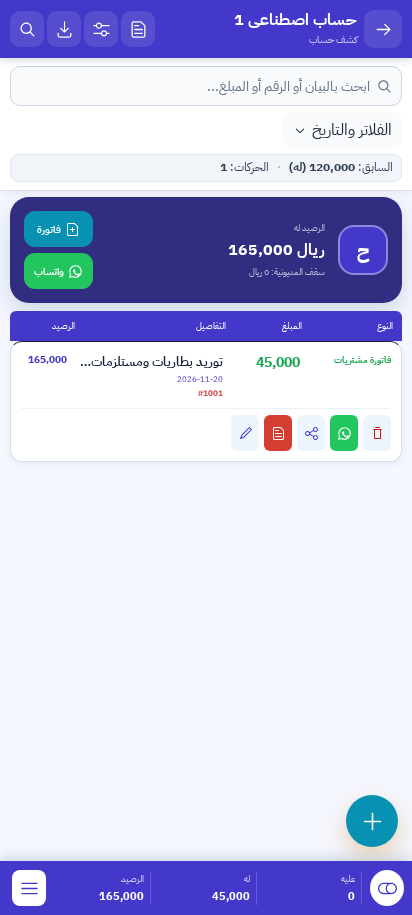 حساب اصطناعي 1
كشف حساب
ابحث بالبيان أو الرقم أو المبلغ...
الفلاتر والتاريخ
السابق: 120,000 (له) · الحركات: 1
ح
الرصيد له
165,000 ريال
سقف المديونية: 0 ريال
فاتورة
واتساب
النوع المبلغ التفاصيل الرصيد
فاتورة مشتريات 45,000 توريد بطاريات ومستلزمات... 165,000
2026-11-20
#1001
عليه له الرصيد
0 45,000 165,000